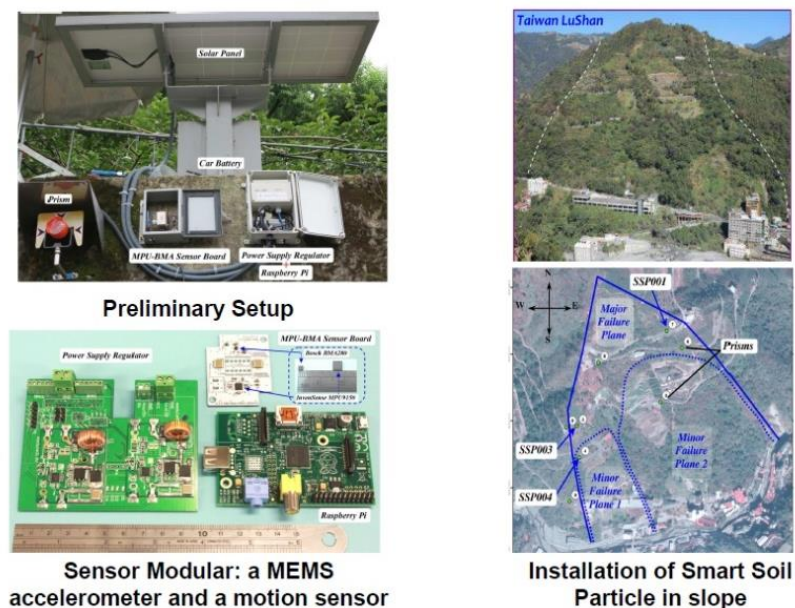 Solar Panel
Car Battery
Prism
MPU-BMA Sensor Board
Power Supply Regulator
+
Raspberry Pi
Preliminary Setup
MPU-BMA Sensor Board
Power Supply Regulator
Bosch BMA280
InvenSense MPU9150
Raspberry Pi
10
Sensor Modular: a MEMS
accelerometer and a motion sensor
Taiwan LuShan
N
W
E
S
SSP001
Major
Failure
Plane
Prisms
Minor
Failure
Plane 2
SSP003
SSP004
Minor
Failure
Plane 1
Installation of Smart Soil
Particle in slope